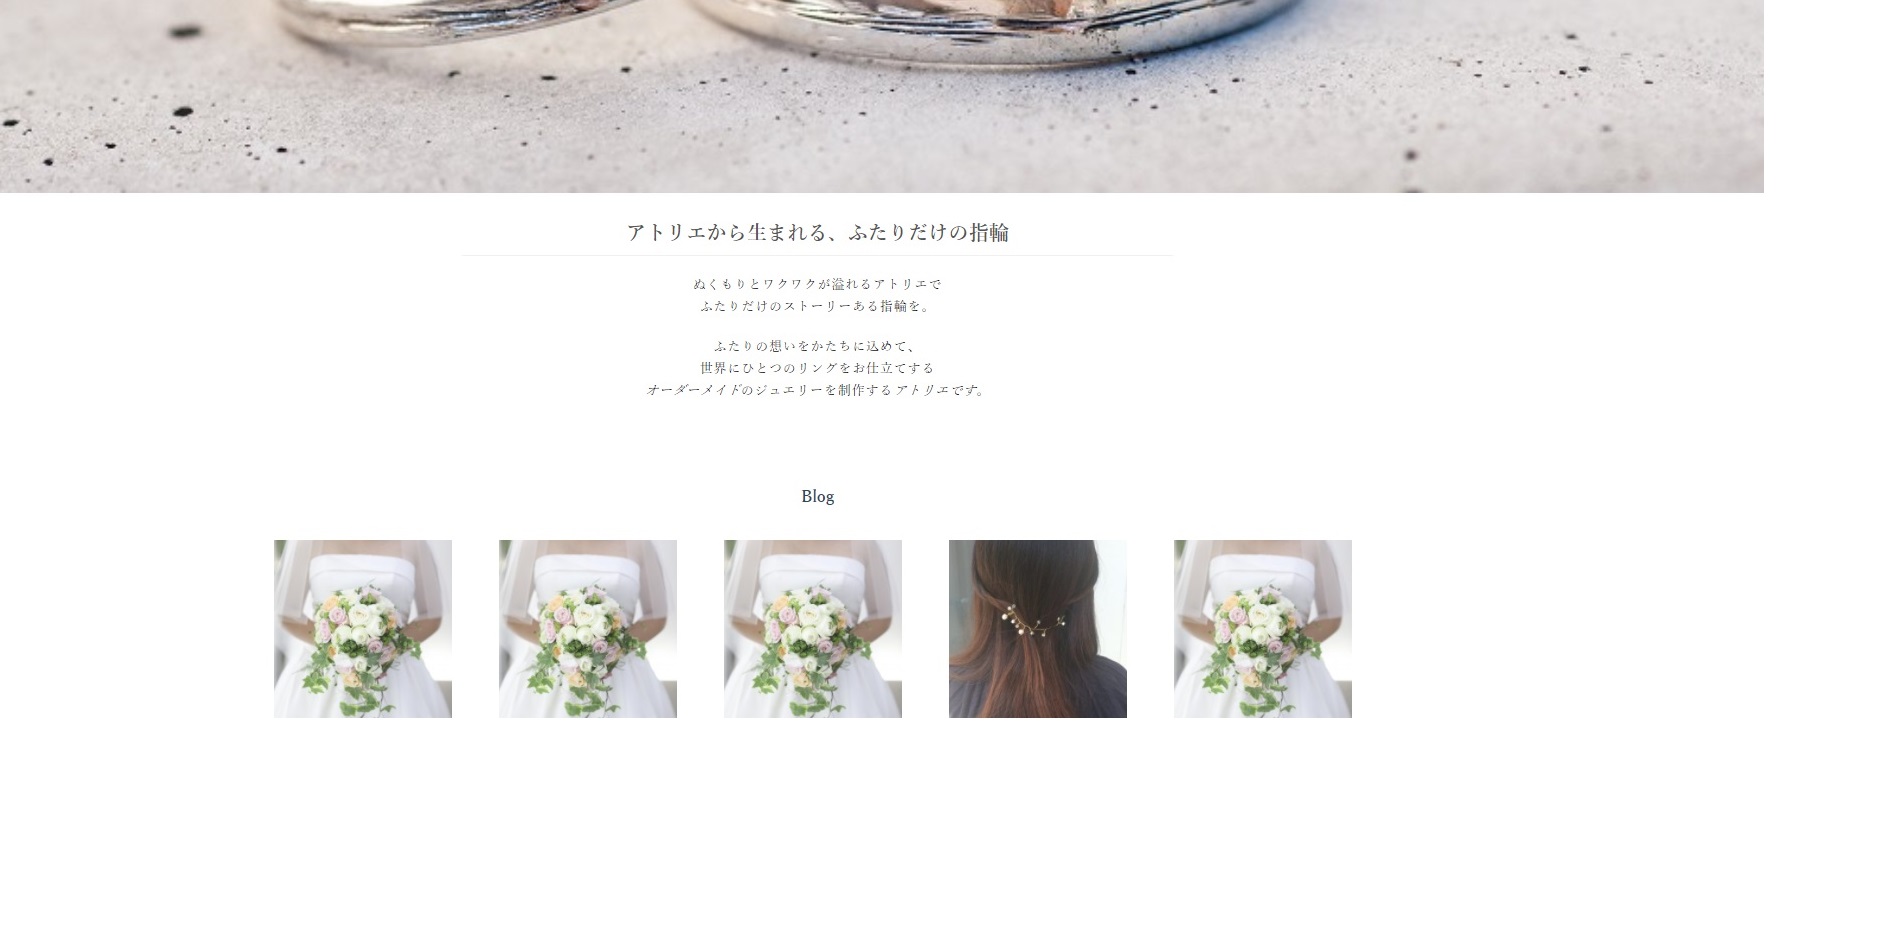 アトリエから生まれる、ふたりだけの指輪
ぬくもりとワクワクが溢れるアトリエで
ふたりだけのストーリーある指輪を。
ふたりの想いをかたちに込めて、
世界にひとつのリングをお仕立てする
オーダーメイドのジュエリーを制作するアトリエです。
Blog